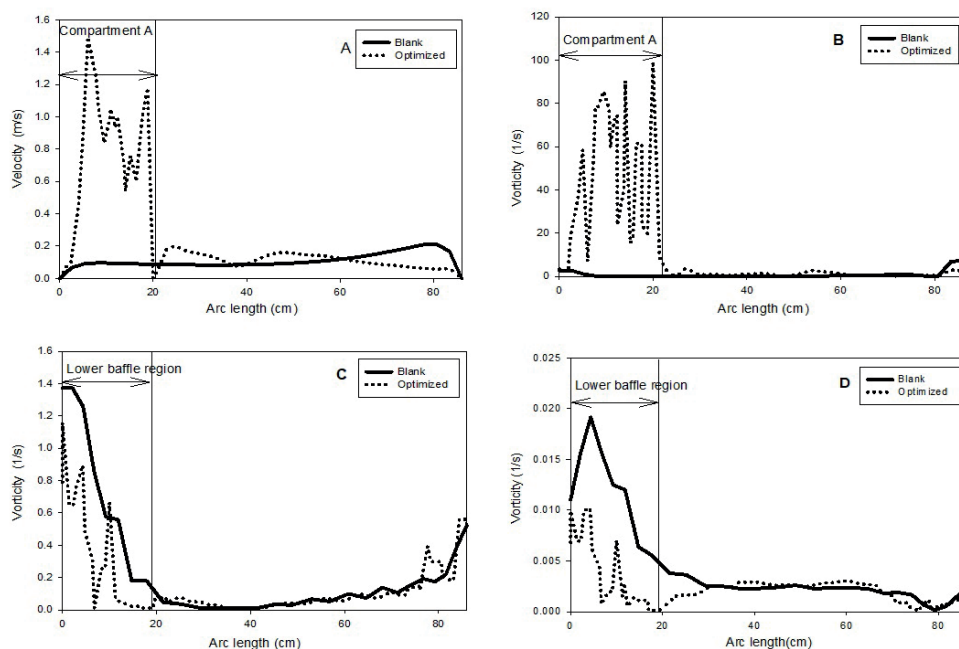 1.6
1.4
1.2
1.0
0.8
0.6
0.4
0.2
0.0
Velocity (m/s)
Compartment A
A
Blank
Optimized
0
20
40
60
80
Arc length (cm)
120
100
80
60
40
20
0
Vorticity (1/s)
Compartment A
B
Blank
Optimized
0
20
40
60
80
Arc length (cm)
1.6
1.4
1.2
1.0
0.8
0.6
0.4
0.2
0.0
Vorticity (1/s)
Lower baffle region
C
Blank
Optimized
0
20
40
60
80
Arc length (cm)
0.025
0.020
0.015
0.010
0.005
0.000
Vorticity (1/s)
Lower baffle region
D
Blank
Optimized
0
20
40
60
80
Arc length(cm)